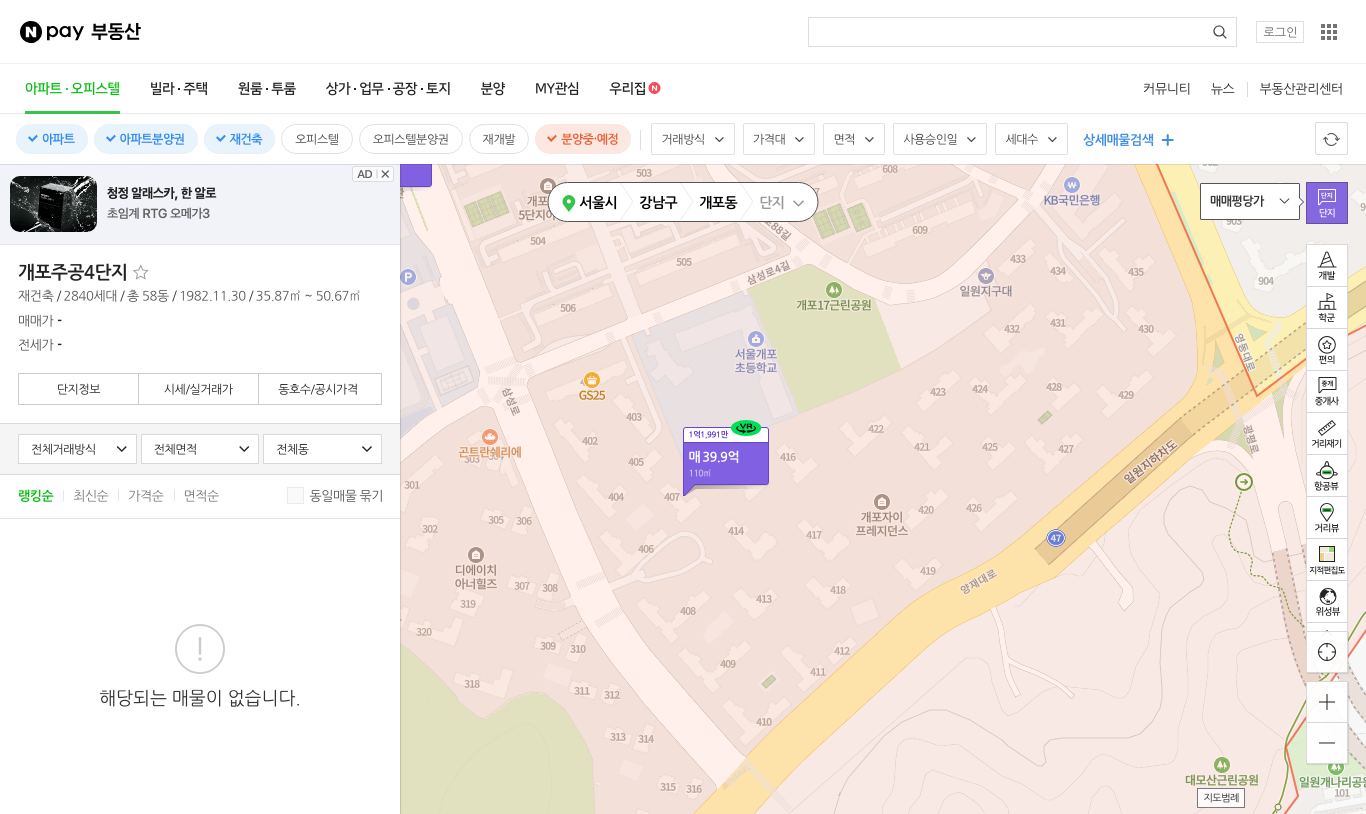 N pay 부동산
로그인
아파트·오피스텔
빌라·주택
원룸·투룸
상가·업무·공장·토지
분양
MY관심
우리집 N
커뮤니티
뉴스
부동산관리센터
아파트
아파트분양권
재건축
오피스텔
오피스텔분양권
재개발
분양중·예정
거래방식
가격대
면적
사용승인일
세대수
상세매물검색
AD
청정 알래스카, 한 알로
초임계 RTG 오메가3
개포주공4단지
재건축 / 2840세대 / 총 58동 / 1982.11.30 / 35.87㎡ ~ 50.67㎡
매매가 -
전세가 -
단지정보
시세/실거래가
동호수/공시가격
전체거래방식
전체면적
전체동
랭킹순
최신순
가격순
면적순
동일매물 묶기
해당되는 매물이 없습니다.
서울시
강남구
개포동
단지
매매평당가
단지
단지
개발
학군
편의
중개
중개사
거리재기
항공뷰
거리뷰
지적편집도
위성뷰
KB국민은행
508
609
505
504
506
903
904
433
434
435
432
431
430
삼성로4길
개포17근린공원
일원지구대
서울개포
초등학교
GS25
삼성로
영동대로
광평로
콘트란쉐리에
402
403
405
301
302
305
404
406
1억1,991만
VR
매 39.9억
110㎡
416
414
417
423
424
428
429
421
425
427
420
426
개포자이
프레지던스
419
418
일원지하차도
47
양재대로
디에이치
아너힐즈
307
308
319
320
309
310
318
311
312
313
315
316
408
413
409
412
411
410
P
대모산근린공원
지도범례
일원개나리공원
101